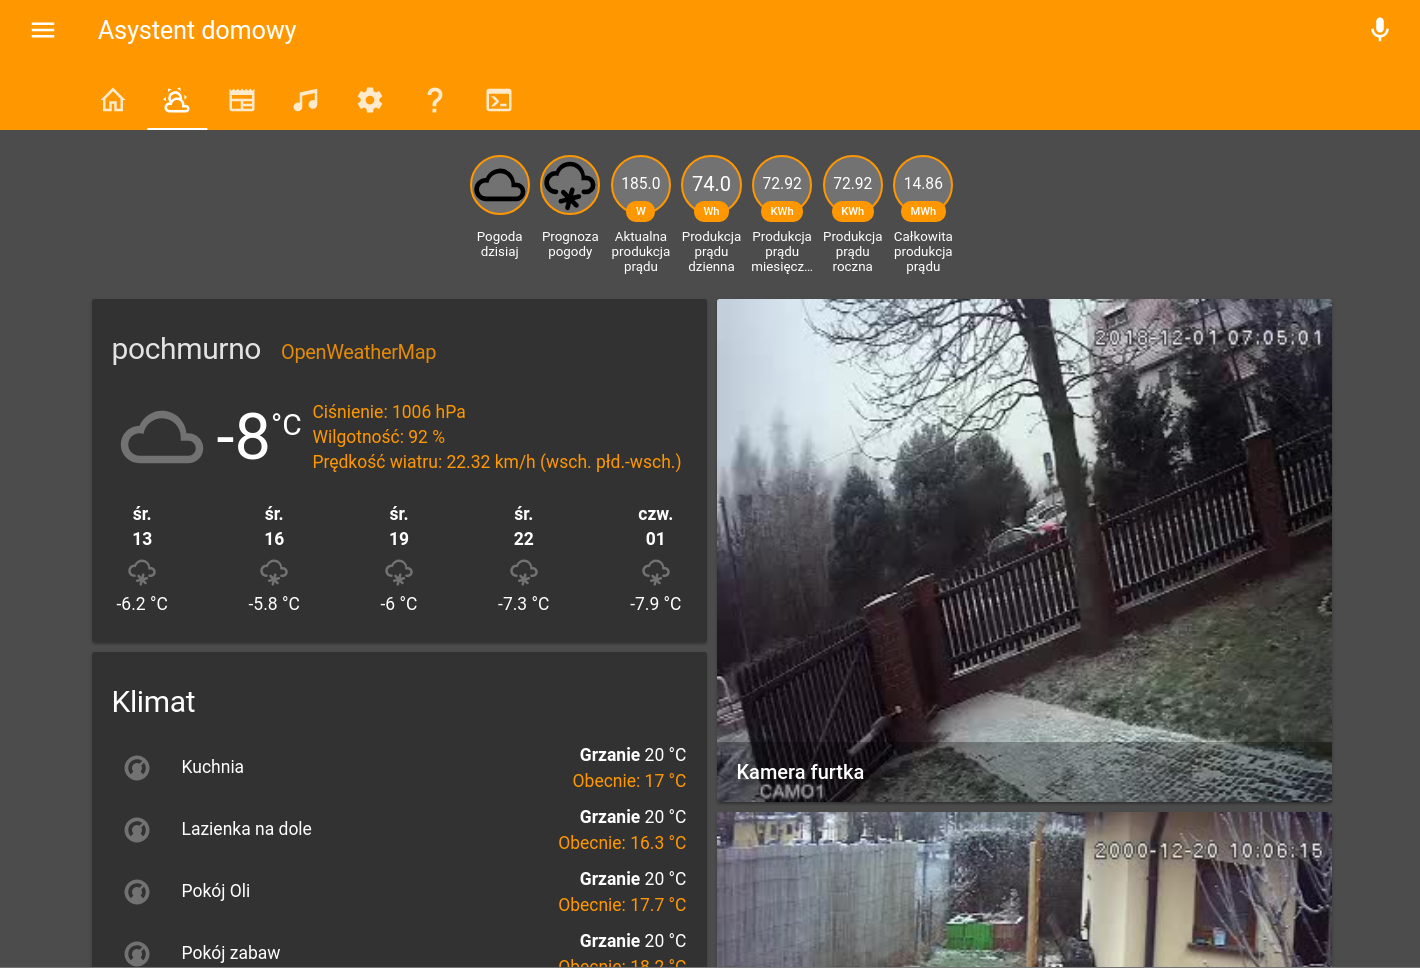 Asystent domowy
185.0
74.0
72.92
72.92
14.86
W
Wh
KWh
KWh
MWh
Pogoda
dzisiaj
Prognoza
pogody
Aktualna
produkcja
prądu
Produkcja
prądu
dzienna
Produkcja
prądu
miesięcz...
Produkcja
prądu
roczna
Całkowita
produkcja
prądu
pochmurno OpenWeatherMap
-8 °C
Ciśnienie: 1006 hPa
Wilgotność: 92 %
Prędkość wiatru: 22.32 km/h (wsch. płd.-wsch.)
śr. śr. śr. śr. czw.
13 16 19 22 01
-6.2 °C -5.8 °C -6 °C -7.3 °C -7.9 °C
Klimat
Kuchnia
Grzanie 20 °C
Obecnie: 17 °C
Lazienka na dole
Grzanie 20 °C
Obecnie: 16.3 °C
Pokój Oli
Grzanie 20 °C
Obecnie: 17.7 °C
Pokój zabaw
Grzanie 20 °C
Obecnie: 18.2 °C
2018-12-01 07:05:01
Kamera furtka
CAM01
2000-12-20 10:06:15